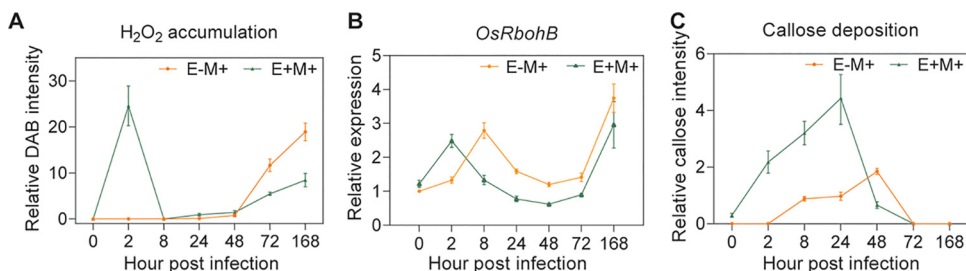 A
H₂O₂ accumulation
E-M+ E+M+
Relative DAB intensity
30
20
10
0
0 2 8 24 48 72 168
Hour post infection
B
OsRbohB
E-M+ E+M+
Relative expression
5
4
3
2
1
0
0 2 8 24 48 72 168
Hour post infection
C
Callose deposition
E-M+ E+M+
Relative callose intensity
6
4
2
0
0 2 8 24 48 72 168
Hour post infection